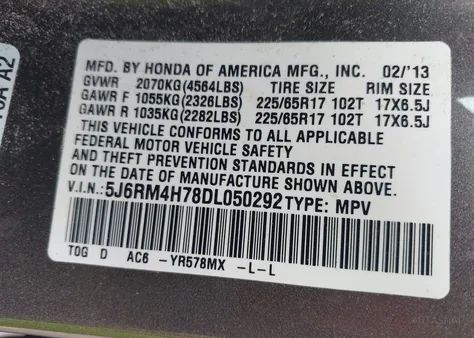 MFD. BY HONDA OF AMERICA MFG., INC. 02/'13
GVWR 2070KG(4564LBS) TIRE SIZE RIM SIZE
GAWR F 1055KG(2326LBS) 225/65R17 102T 17X6.5J
GAWR R 1035KG(2282LBS) 225/65R17 102T 17X6.5J
THIS VEHICLE CONFORMS TO ALL APPLICABLE
FEDERAL MOTOR VEHICLE SAFETY
AND THEFT PREVENTION STANDARDS IN EFFECT
ON THE DATE OF MANUFACTURE SHOWN ABOVE.
V.I.N.:5J6RM4H78DL050292 TYPE: MPV
TOG D AC6 -YR578MX -L-L